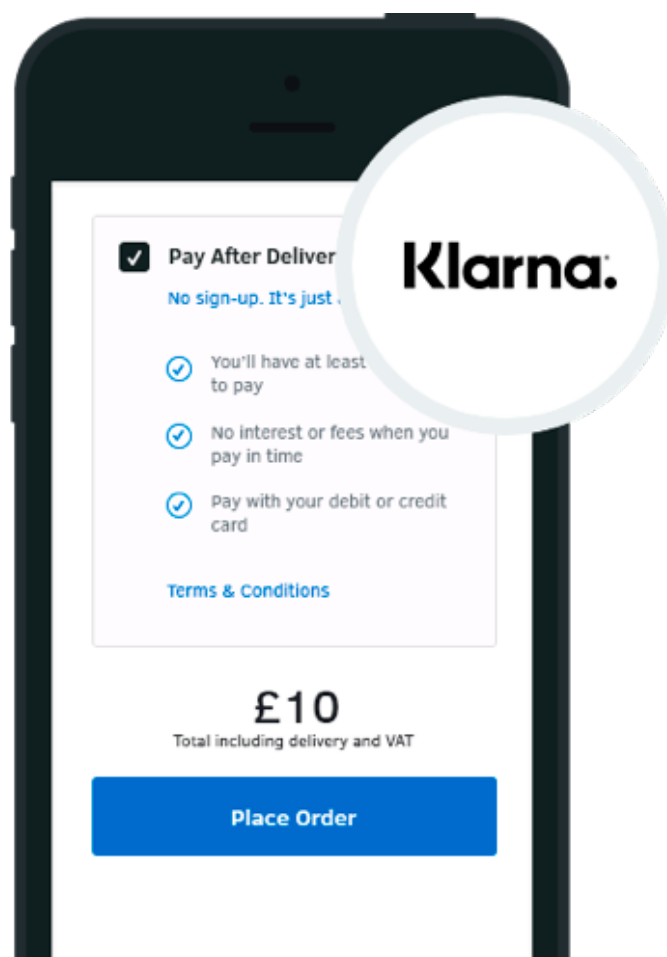 Klarna.
Pay After Deliver
No sign-up. It's just
You'll have at least
to pay
No interest or fees when you
pay in time
Pay with your debit or credit
card
Terms & Conditions
£10
Total including delivery and VAT
Place Order